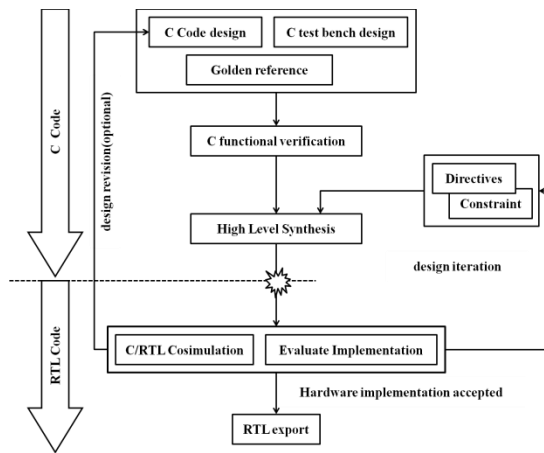 C Code design
C test bench design
Golden reference
C Code
design revision(optional)
C functional verification
Directives
Constraint
High Level Synthesis
design iteration
RTL Code
C/RTL Cosimulation
Evaluate Implementation
Hardware implementation accepted
RTL export